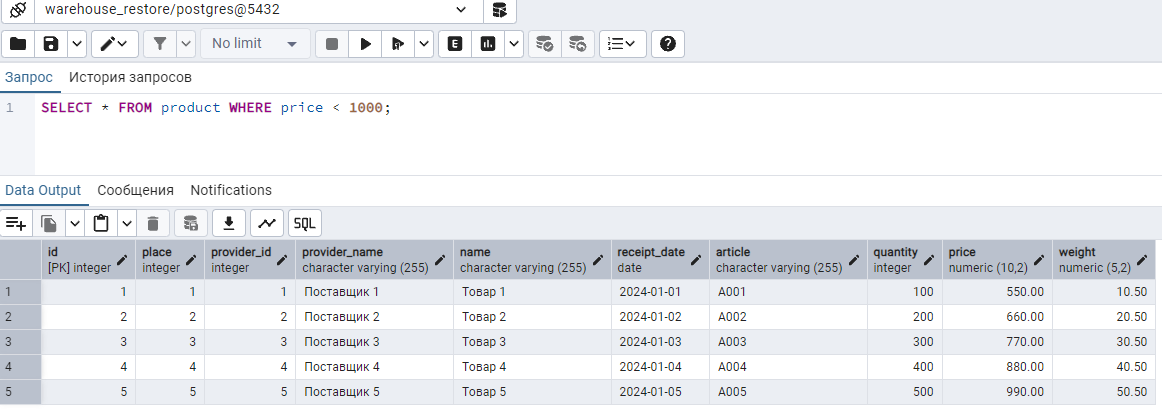 warehouse_restore/postgres@5432
No limit
E
SQL
Запрос История запросов
1 SELECT * FROM product WHERE price < 1000;
Data Output Сообщения Notifications
id place provider_id provider_name name receipt_date article quantity price weight
[PK] integer integer integer character varying (255) character varying (255) date character varying (255) integer numeric (10,2) numeric (5,2)
1 1 1 1 Поставщик 1 Товар 1 2024-01-01 A001 100 550.00 10.50
2 2 2 2 Поставщик 2 Товар 2 2024-01-02 A002 200 660.00 20.50
3 3 3 3 Поставщик 3 Товар 3 2024-01-03 A003 300 770.00 30.50
4 4 4 4 Поставщик 4 Товар 4 2024-01-04 A004 400 880.00 40.50
5 5 5 5 Поставщик 5 Товар 5 2024-01-05 A005 500 990.00 50.50